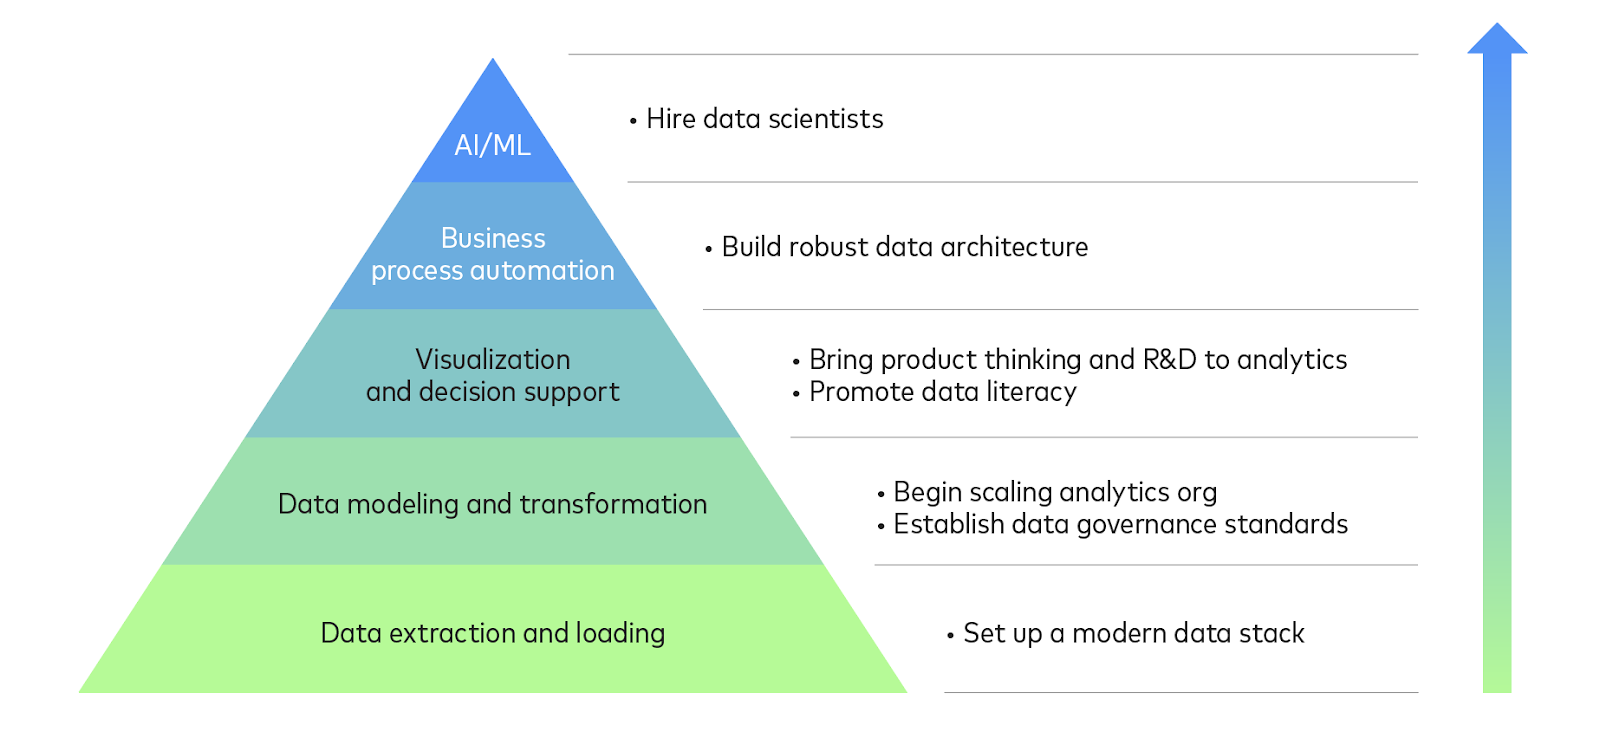 AI/ML
• Hire data scientists
Business
process automation
• Build robust data architecture
Visualization
and decision support
• Bring product thinking and R&D to analytics
• Promote data literacy
Data modeling and transformation
• Begin scaling analytics org
• Establish data governance standards
Data extraction and loading
• Set up a modern data stack